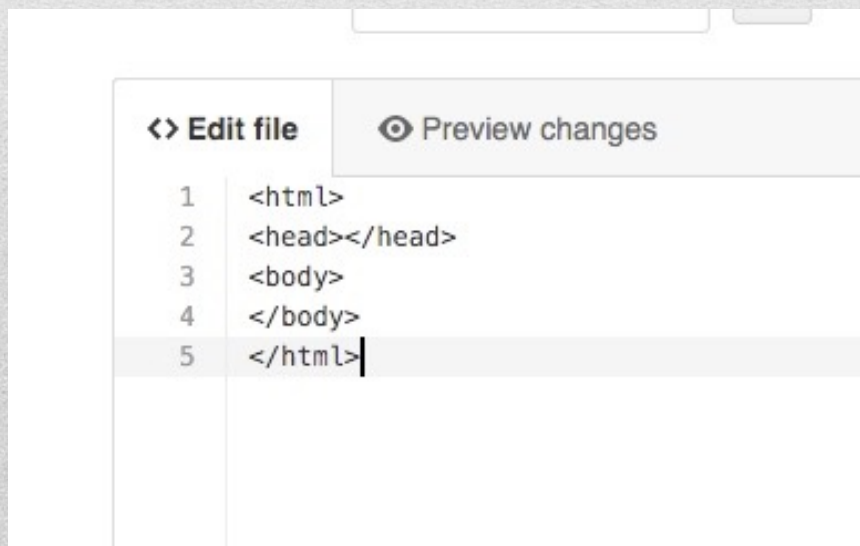 <> Edit file
Preview changes
1 <html>
2 <head></head>
3 <body>
4 </body>
5 </html>